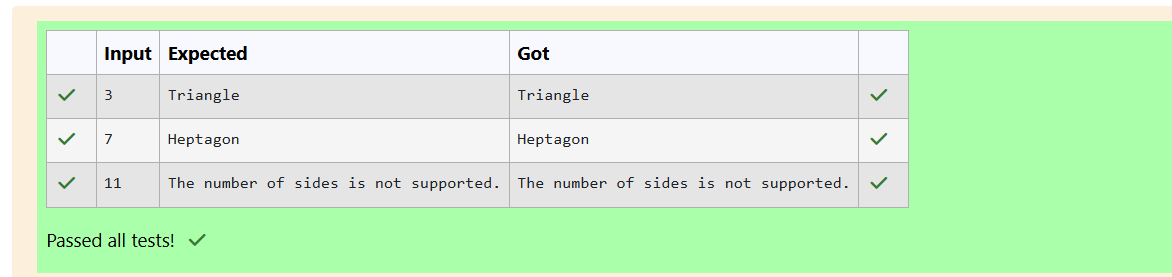 Input Expected Got
3 Triangle Triangle
7 Heptagon Heptagon
11 The number of sides is not supported. The number of sides is not supported.
Passed all tests!